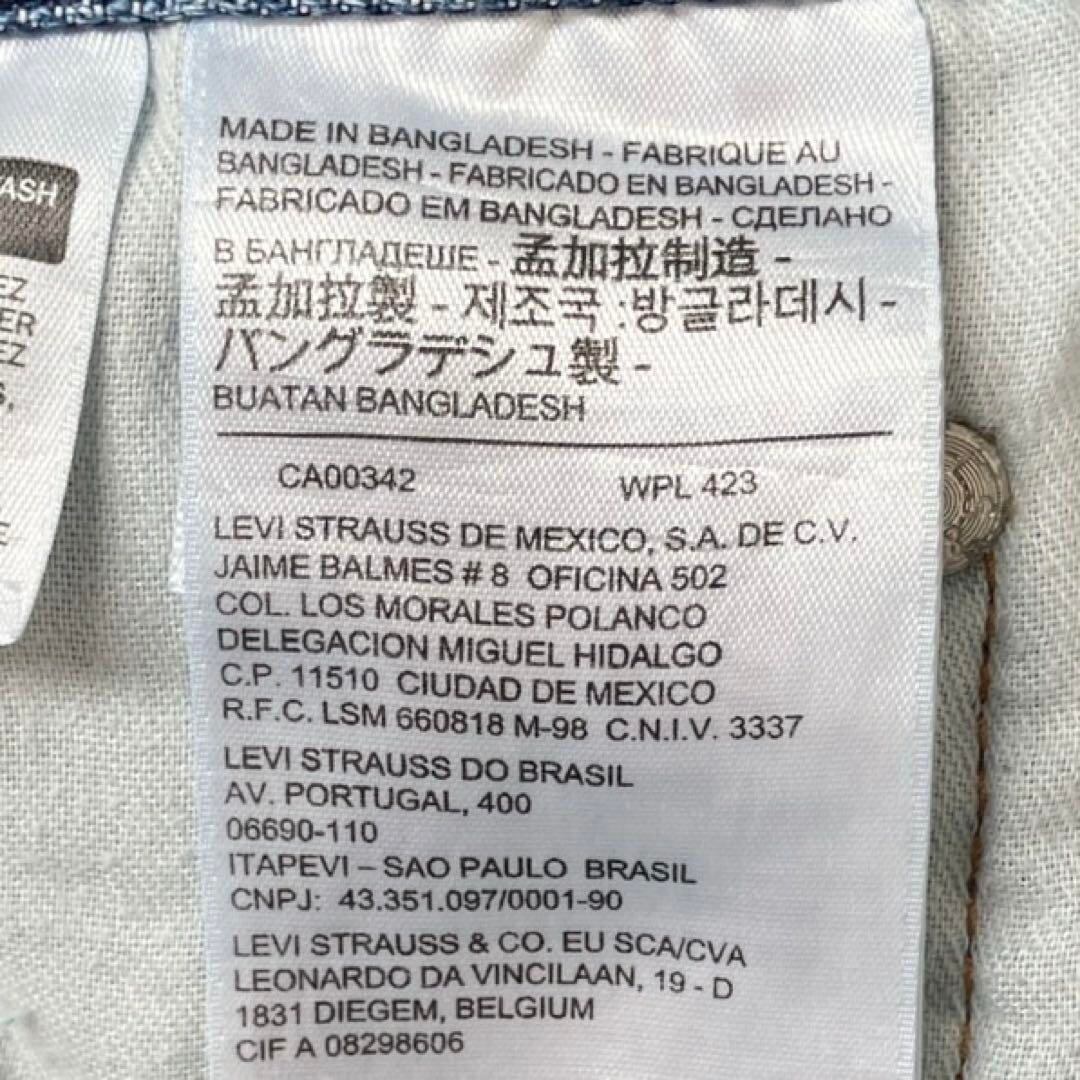 ASH
EZ
ER
EZ
S,
E
MADE IN BANGLADESH - FABRIQUE AU
BANGLADESH - FABRICADO EN BANGLADESH -
FABRICADO EM BANGLADESH - СДЕЛАНО
В БАНГЛАДЕШЕ - 孟加拉制造 -
孟加拉製 - 제조국 :방글라데시 -
バングラデシュ製 -
BUATAN BANGLADESH
CA00342 WPL 423
LEVI STRAUSS DE MEXICO, S.A. DE C.V.
JAIME BALMES # 8 OFICINA 502
COL. LOS MORALES POLANCO
DELEGACION MIGUEL HIDALGO
C.P. 11510 CIUDAD DE MEXICO
R.F.C. LSM 660818 M-98 C.N.I.V. 3337
LEVI STRAUSS DO BRASIL
AV. PORTUGAL, 400
06690-110
ITAPEVI – SAO PAULO BRASIL
CNPJ: 43.351.097/0001-90
LEVI STRAUSS & CO. EU SCA/CVA
LEONARDO DA VINCILAAN, 19 - D
1831 DIEGEM, BELGIUM
CIF A 08298606